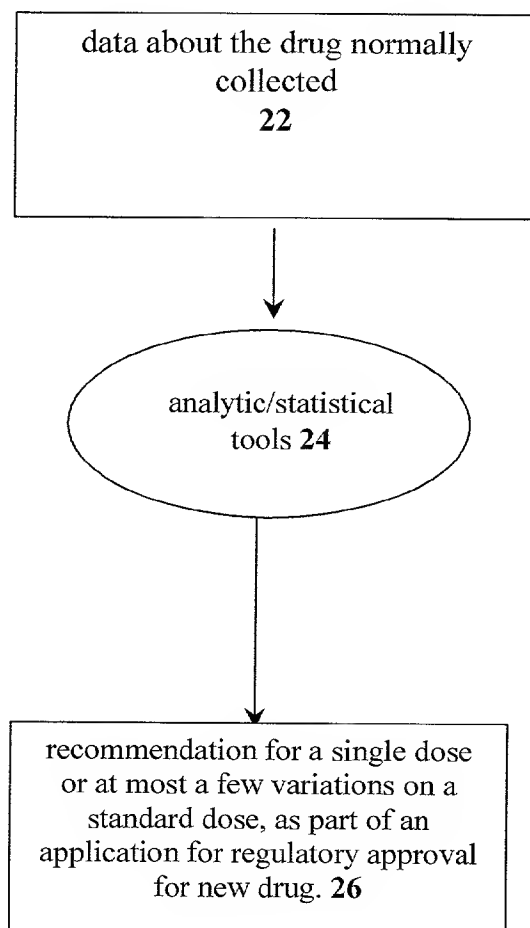 data about the drug normally
collected
22
analytic/statistical
tools 24
recommendation for a single dose
or at most a few variations on a
standard dose, as part of an
application for regulatory approval
for new drug. 26